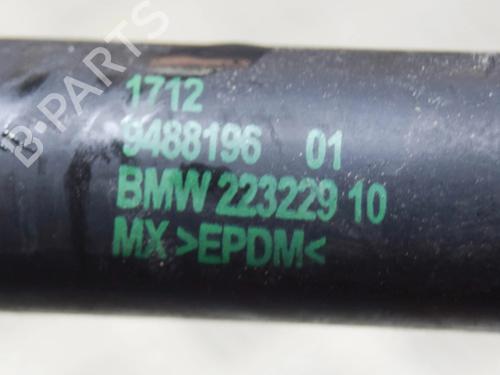 B-PARTS
1712
9488196 01
BMW 223229 10
MX >EPDM<